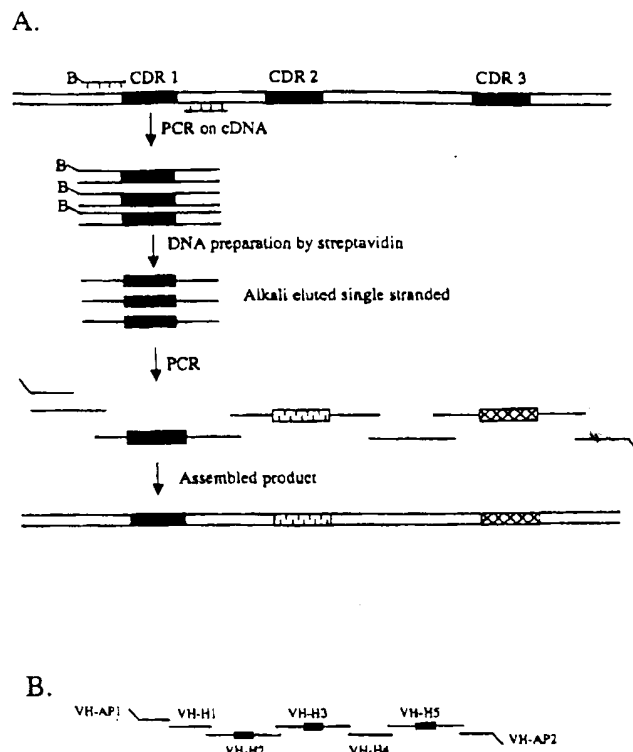 A.
B CDR 1 CDR 2 CDR 3
PCR on cDNA
B
B
B
DNA preparation by streptavidin
Alkali eluted single stranded
PCR
Assembled product
B.
VH-AP1 VH-H1 VH-H3 VH-H5
VH-H2 VH-H4 VH-AP2